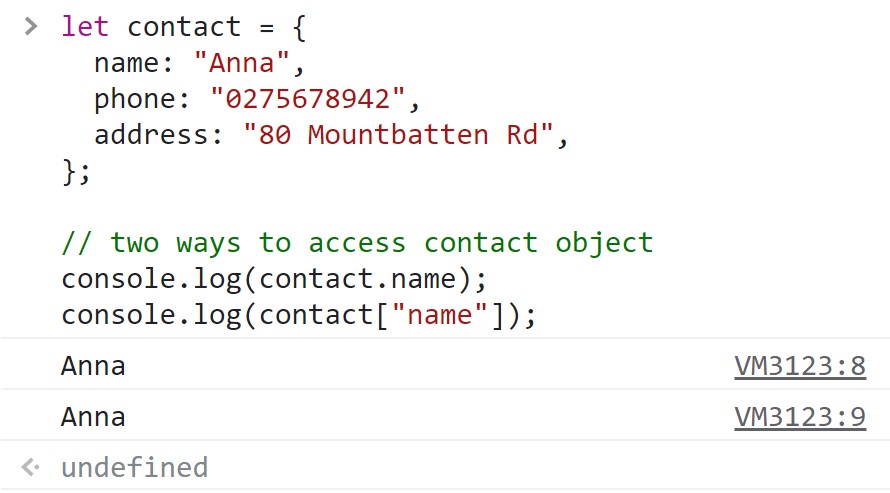 let contact = {
  name: "Anna",
  phone: "0275678942",
  address: "80 Mountbatten Rd",
};

// two ways to access contact object
console.log(contact.name);
console.log(contact["name"]);
Anna VM3123:8
Anna VM3123:9
undefined